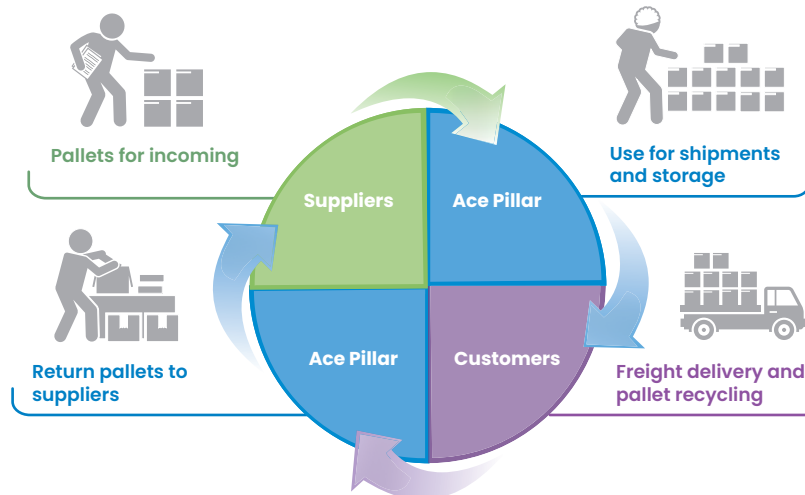 Pallets for incoming
Suppliers
Ace Pillar
Use for shipments
and storage
Return pallets to
suppliers
Ace Pillar
Customers
Freight delivery and
pallet recycling